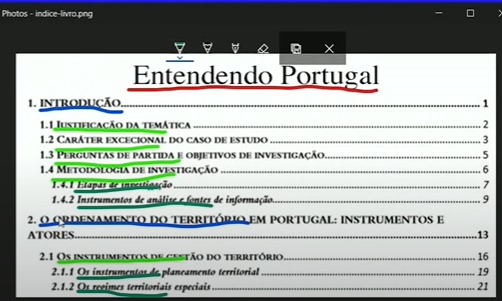 Photos - indice-livro.png
Entendendo Portugal
1. INTRODUÇÃO.......................................................1
1.1 JUSTIFICAÇÃO DA TEMÁTICA.......................................................2
1.2 CARÁTER EXCECIONAL DO CASO DE ESTUDO.......................................................3
1.3 PERGUNTAS DE PARTIDA E OBJETIVOS DE INVESTIGAÇÃO.......................................................5
1.4 METODOLOGIA DE INVESTIGAÇÃO.......................................................6
1.4.1 Etapas de investigação.......................................................7
1.4.2 Instrumentos de análise e fontes de informação.......................................................9
2. O ORDENAMENTO DO TERRITÓRIO EM PORTUGAL: INSTRUMENTOS E
ATORES.......................................................13
2.1 OS INSTRUMENTOS DE GESTÃO DO TERRITÓRIO.......................................................16
2.1.1 Os instrumentos de planeamento territorial.......................................................19
2.1.2 Os regimes territoriais especiais.......................................................21